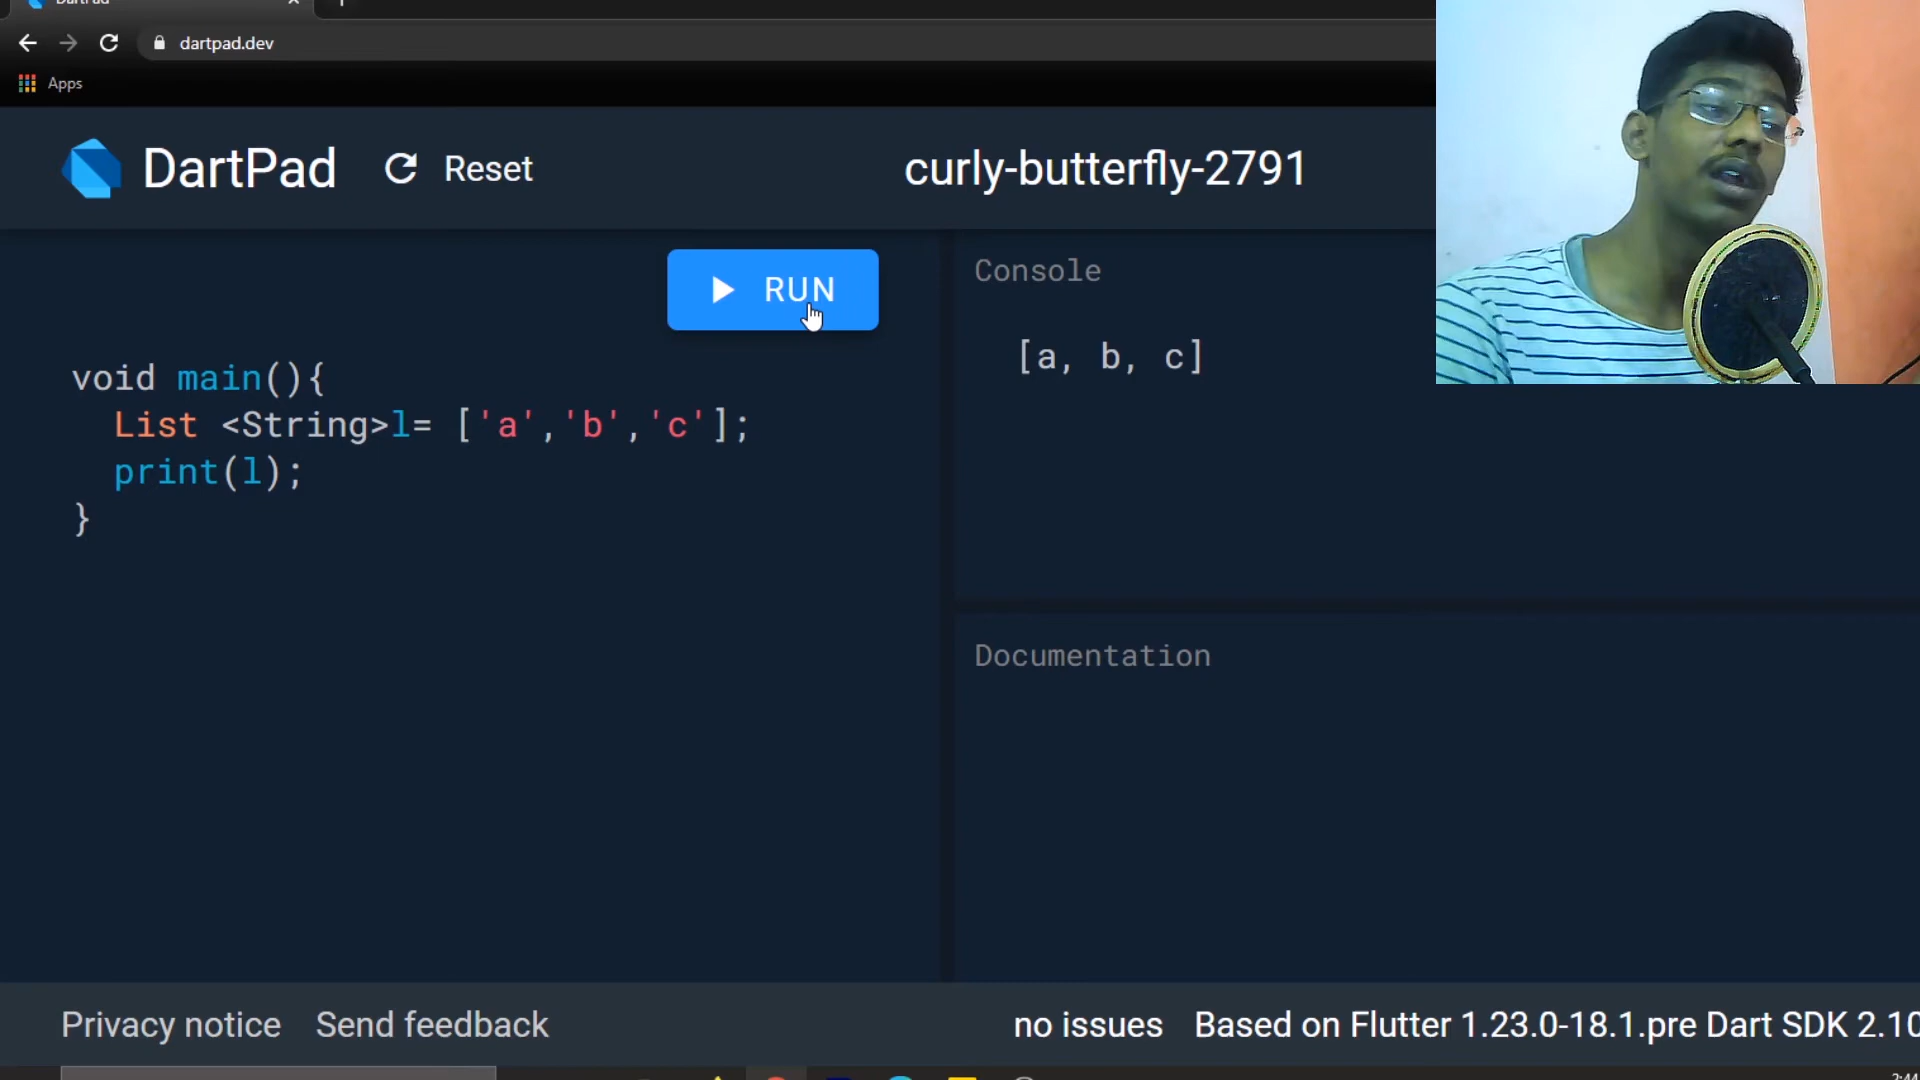 dartpad.dev
Apps
DartPad
Reset
curly-butterfly-2791
RUN
void main(){
List <String>l= ['a','b','c'];
print(l);
}
Console
[a, b, c]
Documentation
Privacy notice
Send feedback
no issues
Based on Flutter 1.23.0-18.1.pre Dart SDK 2.10